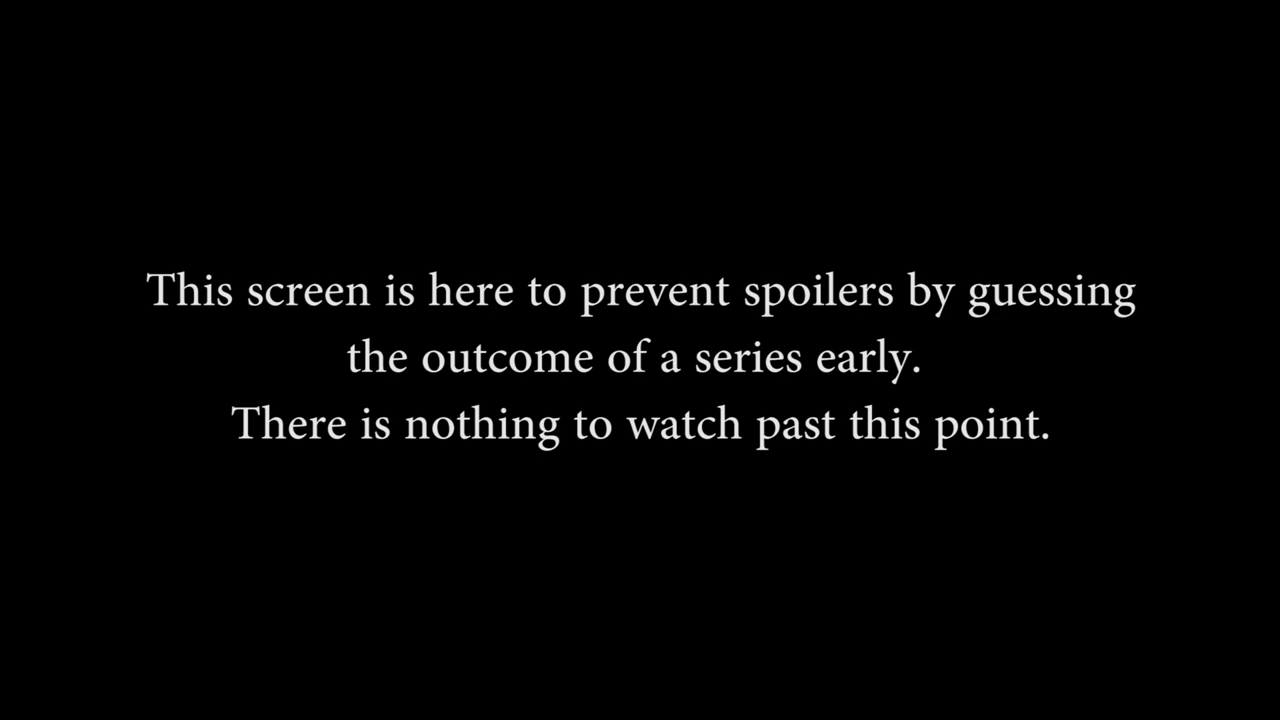 This screen is here to prevent spoilers by guessing
the outcome of a series early.
There is nothing to watch past this point.